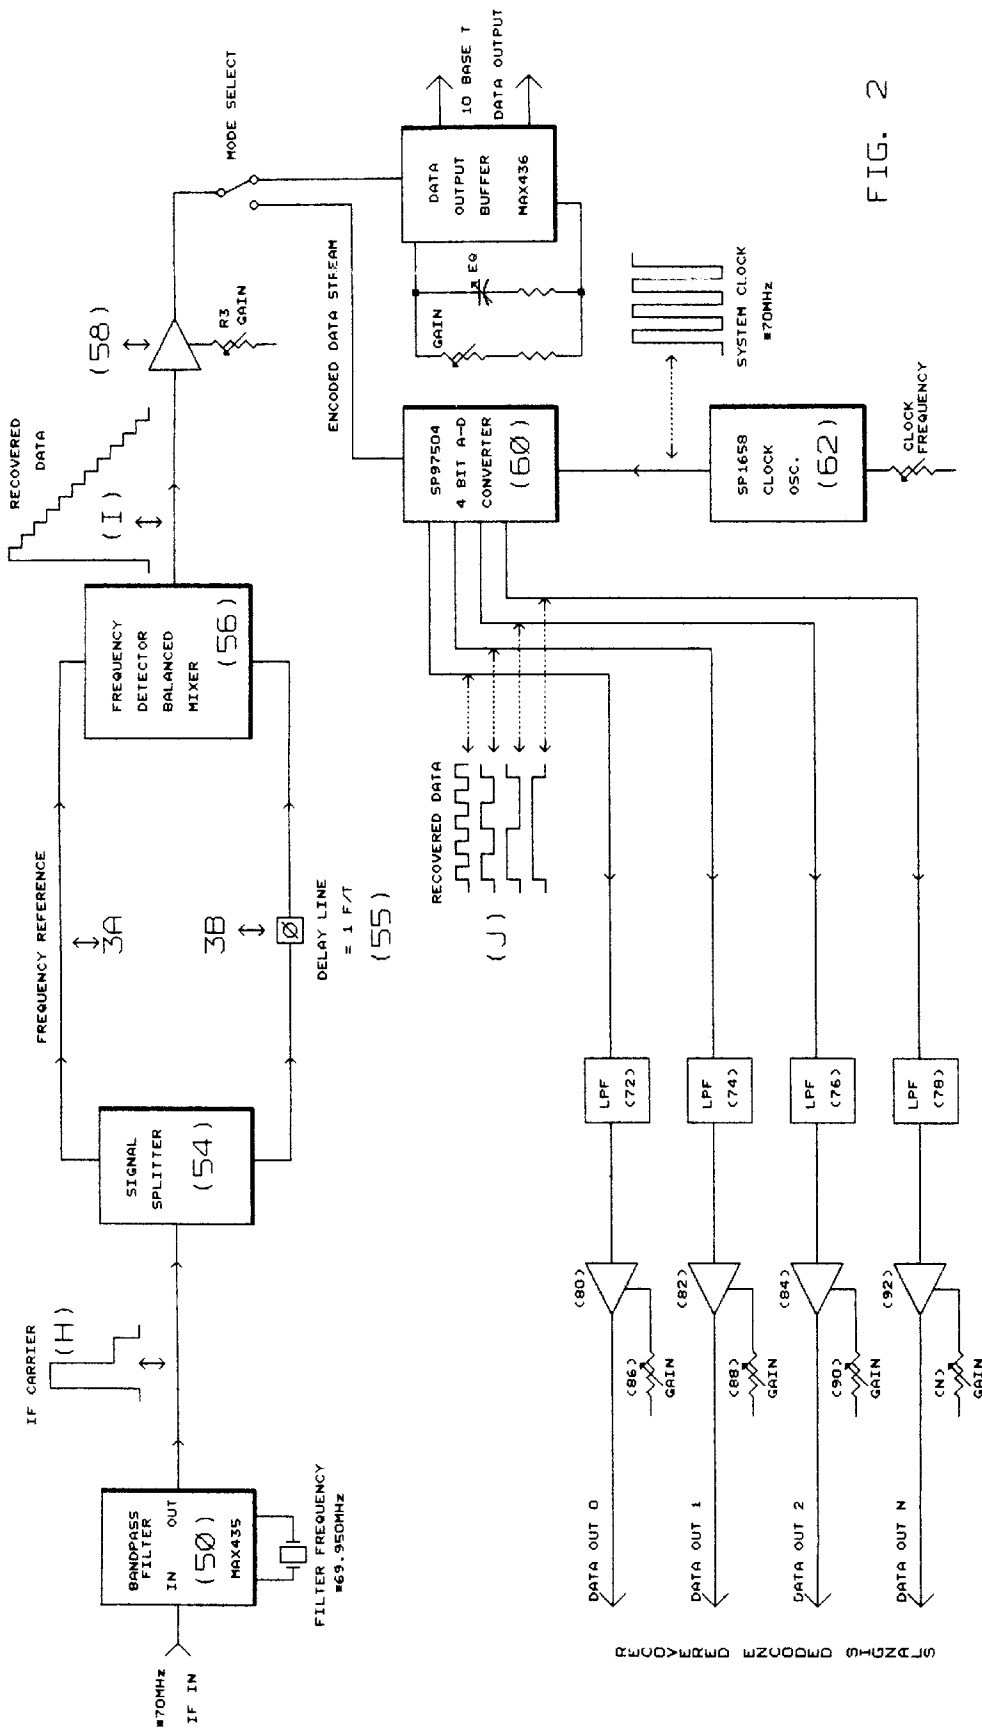 *70MHz
IF IN
BANDPASS
FILTER
IN OUT
(50)
MAX435
FILTER FREQUENCY
*69.950MHz
IF CARRIER
(H)
SIGNAL
SPLITTER
(54)
FREQUENCY REFERENCE
3A
3B
Ø
DELAY LINE
= 1 F/T
(55)
FREQUENCY
DETECTOR
BALANCED
MIXER
(56)
RECOVERED
DATA
(I)
(58)
R3
GAIN
MODE SELECT
ENCODED DATA STREAM
DATA
OUTPUT
BUFFER
MAX436
10 BASE T
DATA OUTPUT
GAIN
EQ
SP97504
4 BIT A-D
CONVERTER
(60)
SYSTEM CLOCK
*70MHz
SP1658
CLOCK
OSC.
(62)
CLOCK
FREQUENCY
RECOVERED DATA
(J)
LPF
(72)
LPF
(74)
LPF
(76)
LPF
(78)
(80)
(82)
(84)
(92)
(86)
GAIN
(88)
GAIN
(90)
GAIN
(N)
GAIN
DATA OUT 0
DATA OUT 1
DATA OUT 2
DATA OUT N
RECOVERED ENCODED SIGNALS
FIG. 2